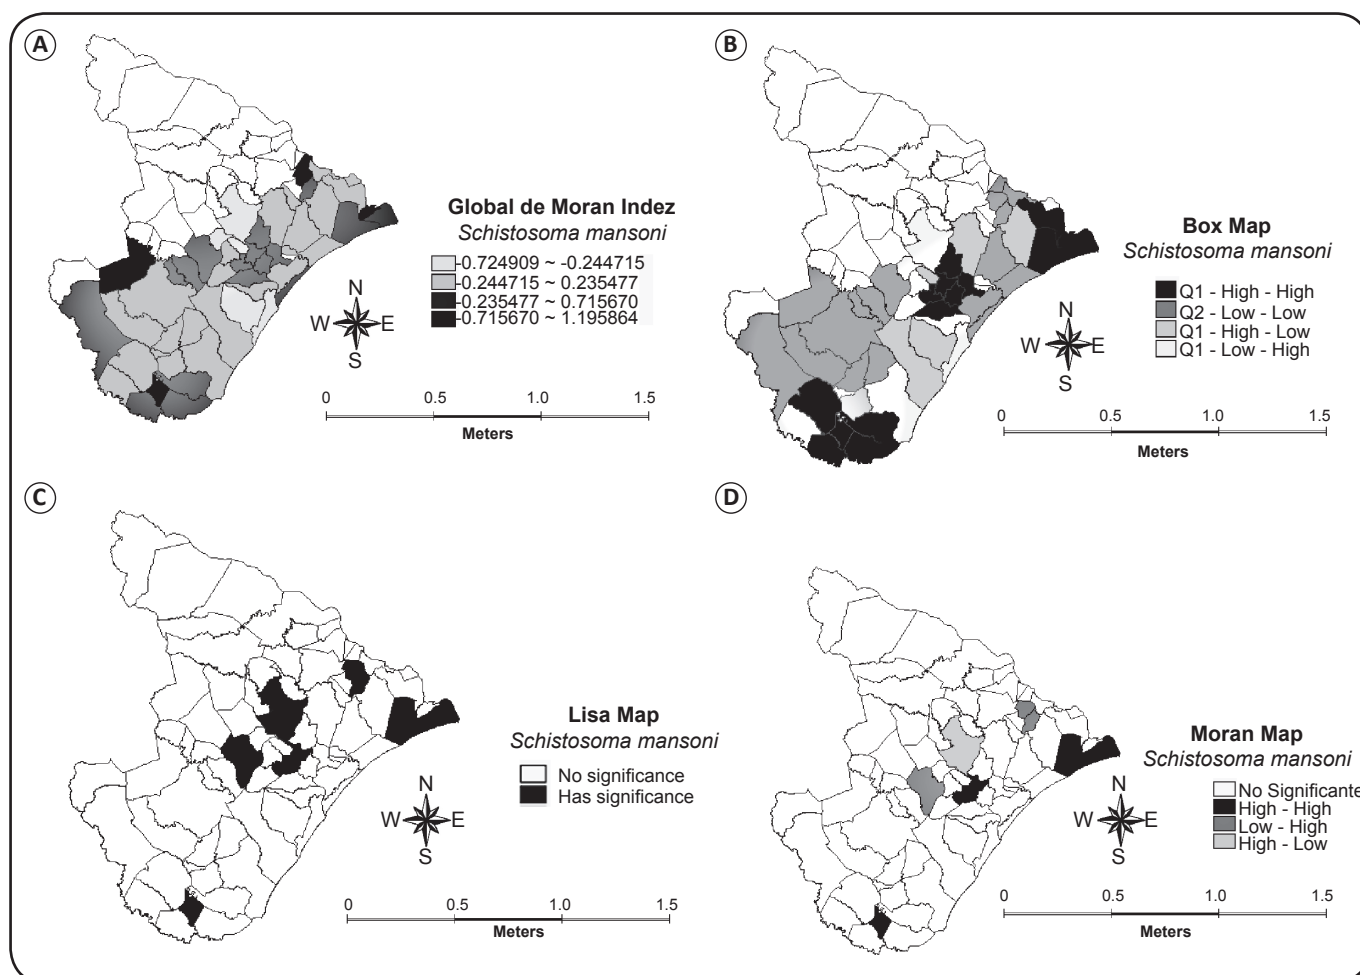 A
Global de Moran Indez
Schistosoma mansoni
-0.724909 ~ -0.244715
-0.244715 ~ 0.235477
-0.235477 ~ 0.715670
-0.715670 ~ 1.195864
N
W E
S
0 0.5 1.0 1.5
Meters
B
Box Map
Schistosoma mansoni
Q1 - High - High
Q2 - Low - Low
Q1 - High - Low
Q1 - Low - High
N
W E
S
0 0.5 1.0 1.5
Meters
C
Lisa Map
Schistosoma mansoni
No significance
Has significance
N
W E
S
0 0.5 1.0 1.5
Meters
D
Moran Map
Schistosoma mansoni
No Significante
High - High
Low - High
High - Low
N
W E
S
0 0.5 1.0 1.5
Meters